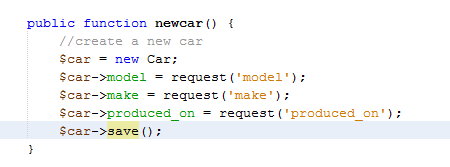 public function newcar() {
//create a new car
$car = new Car;
$car->model = request('model');
$car->make = request('make');
$car->produced_on = request('produced_on');
$car->save();
}